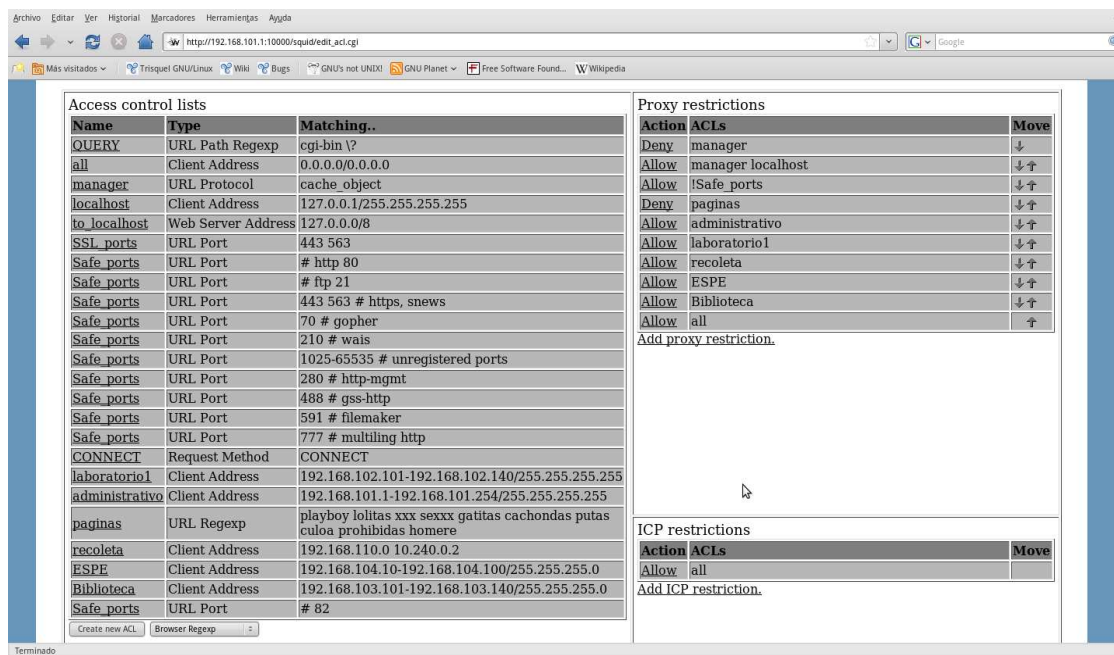 Archivo Editar Ver Historial Marcadores Herramientas Ayuda
http://192.168.101.1:10000/squid/edit_acl.cgi
Google
Más visitados Trisquel GNU/Linux Wiki Bugs GNU's not UNIX! GNU Planet Free Software Found... Wikipedia
Access control lists
Name Type Matching..
QUERY URL Path Regexp cgi-bin \?
all Client Address 0.0.0.0/0.0.0.0
manager URL Protocol cache_object
localhost Client Address 127.0.0.1/255.255.255.255
to_localhost Web Server Address 127.0.0.0/8
SSL_ports URL Port 443 563
Safe_ports URL Port # http 80
Safe_ports URL Port # ftp 21
Safe_ports URL Port 443 563 # https, snews
Safe_ports URL Port 70 # gopher
Safe_ports URL Port 210 # wais
Safe_ports URL Port 1025-65535 # unregistered ports
Safe_ports URL Port 280 # http-mgmt
Safe_ports URL Port 488 # gss-http
Safe_ports URL Port 591 # filemaker
Safe_ports URL Port 777 # multiling http
CONNECT Request Method CONNECT
laboratorio1 Client Address 192.168.102.101-192.168.102.140/255.255.255.255
administrativo Client Address 192.168.101.1-192.168.101.254/255.255.255.255
paginas URL Regexp playboy lolitas xxx sexxx gatitas cachondas putas
culoa prohibidas homere
recoleta Client Address 192.168.110.0 10.240.0.2
ESPE Client Address 192.168.104.10-192.168.104.100/255.255.255.0
Biblioteca Client Address 192.168.103.101-192.168.103.140/255.255.255.0
Safe_ports URL Port # 82
Create new ACL Browser Regexp
Proxy restrictions
Action ACLs Move
Deny manager
Allow manager localhost
Allow !Safe_ports
Deny paginas
Allow administrativo
Allow laboratorio1
Allow recoleta
Allow ESPE
Allow Biblioteca
Allow all
Add proxy restriction.
ICP restrictions
Action ACLs Move
Allow all
Add ICP restriction.
Terminado